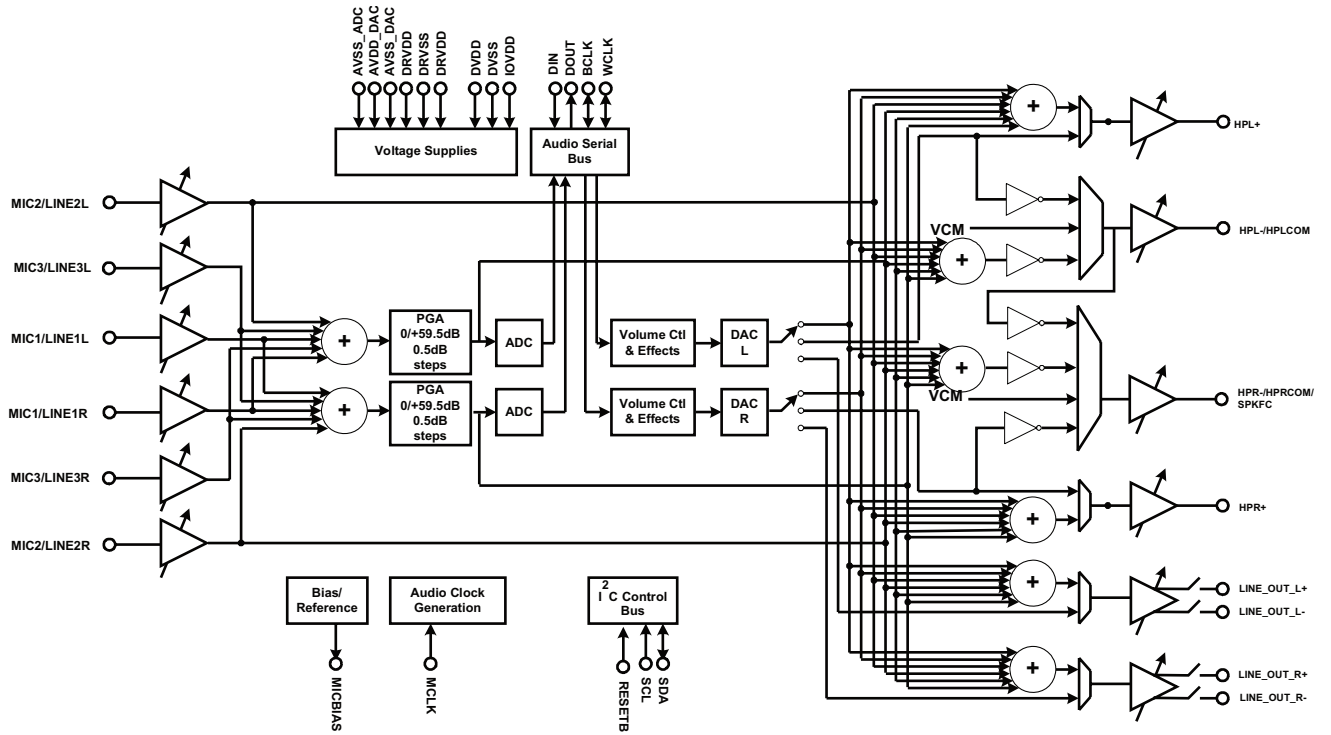 AVSS_ADC
AVDD_DAC
AVSS_DAC
DRVDD
DRVSS
DRVDD
DVDD
DVSS
IOVDD
DIN
DOUT
BCLK
WCLK
Voltage Supplies
Audio Serial
Bus
MIC2/LINE2L
MIC3/LINE3L
MIC1/LINE1L
MIC1/LINE1R
MIC3/LINE3R
MIC2/LINE2R
+
+
PGA
0/+59.5dB
0.5dB
steps
PGA
0/+59.5dB
0.5dB
steps
ADC
ADC
Volume Ctl
& Effects
Volume Ctl
& Effects
DAC
L
DAC
R
+
VCM
+
+
VCM
+
+
+
HPL+
HPL-/HPLCOM
HPR-/HPRCOM/
SPKFC
HPR+
LINE_OUT_L+
LINE_OUT_L-
LINE_OUT_R+
LINE_OUT_R-
Bias/
Reference
Audio Clock
Generation
I2C Control
Bus
MICBIAS
MCLK
RESETB
SCL
SDA